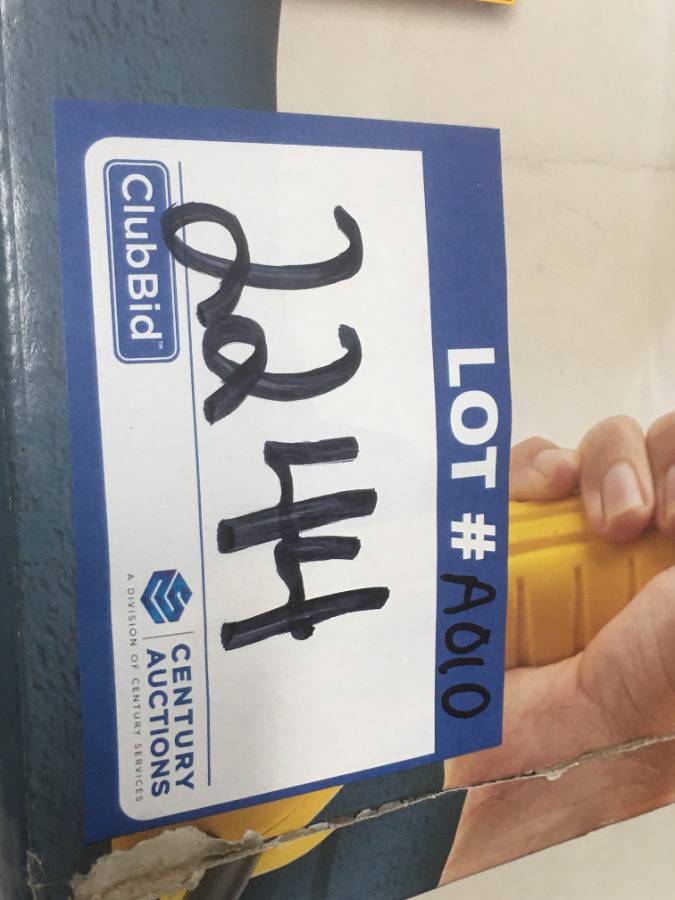 LOT # A010
2244
ClubBid™
CENTURY
AUCTIONS
A DIVISION OF CENTURY SERVICES